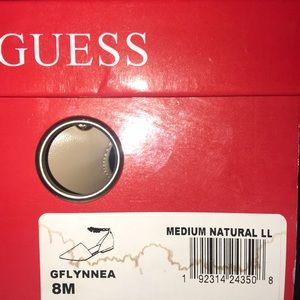 GUESS
MEDIUM NATURAL LL
1 92314 24350 8
GFLYNNEA
8M